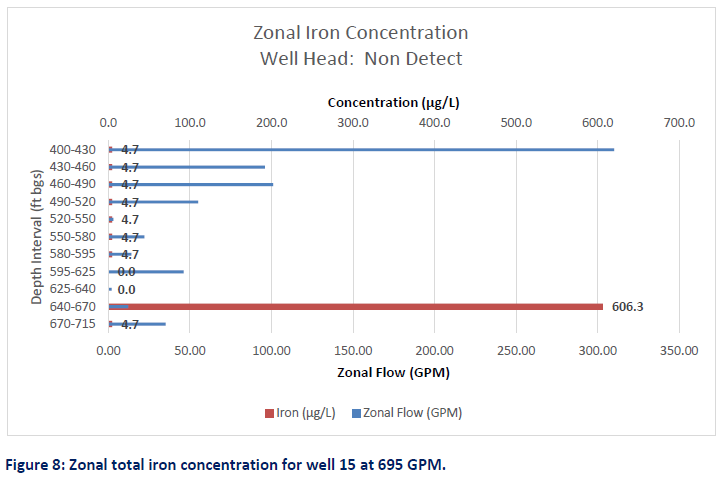 Zonal Iron Concentration
Well Head:  Non Detect
Concentration (µg/L)
0.0 100.0 200.0 300.0 400.0 500.0 600.0 700.0
Depth Interval (ft bgs)
400-430 4.7
430-460 4.7
460-490 4.7
490-520 4.7
520-550 4.7
550-580 4.7
580-595 4.7
595-625 0.0
625-640 0.0
640-670 606.3
670-715 4.7
0.00 50.00 100.00 150.00 200.00 250.00 300.00 350.00
Zonal Flow (GPM)
Iron (µg/L) Zonal Flow (GPM)
Figure 8: Zonal total iron concentration for well 15 at 695 GPM.